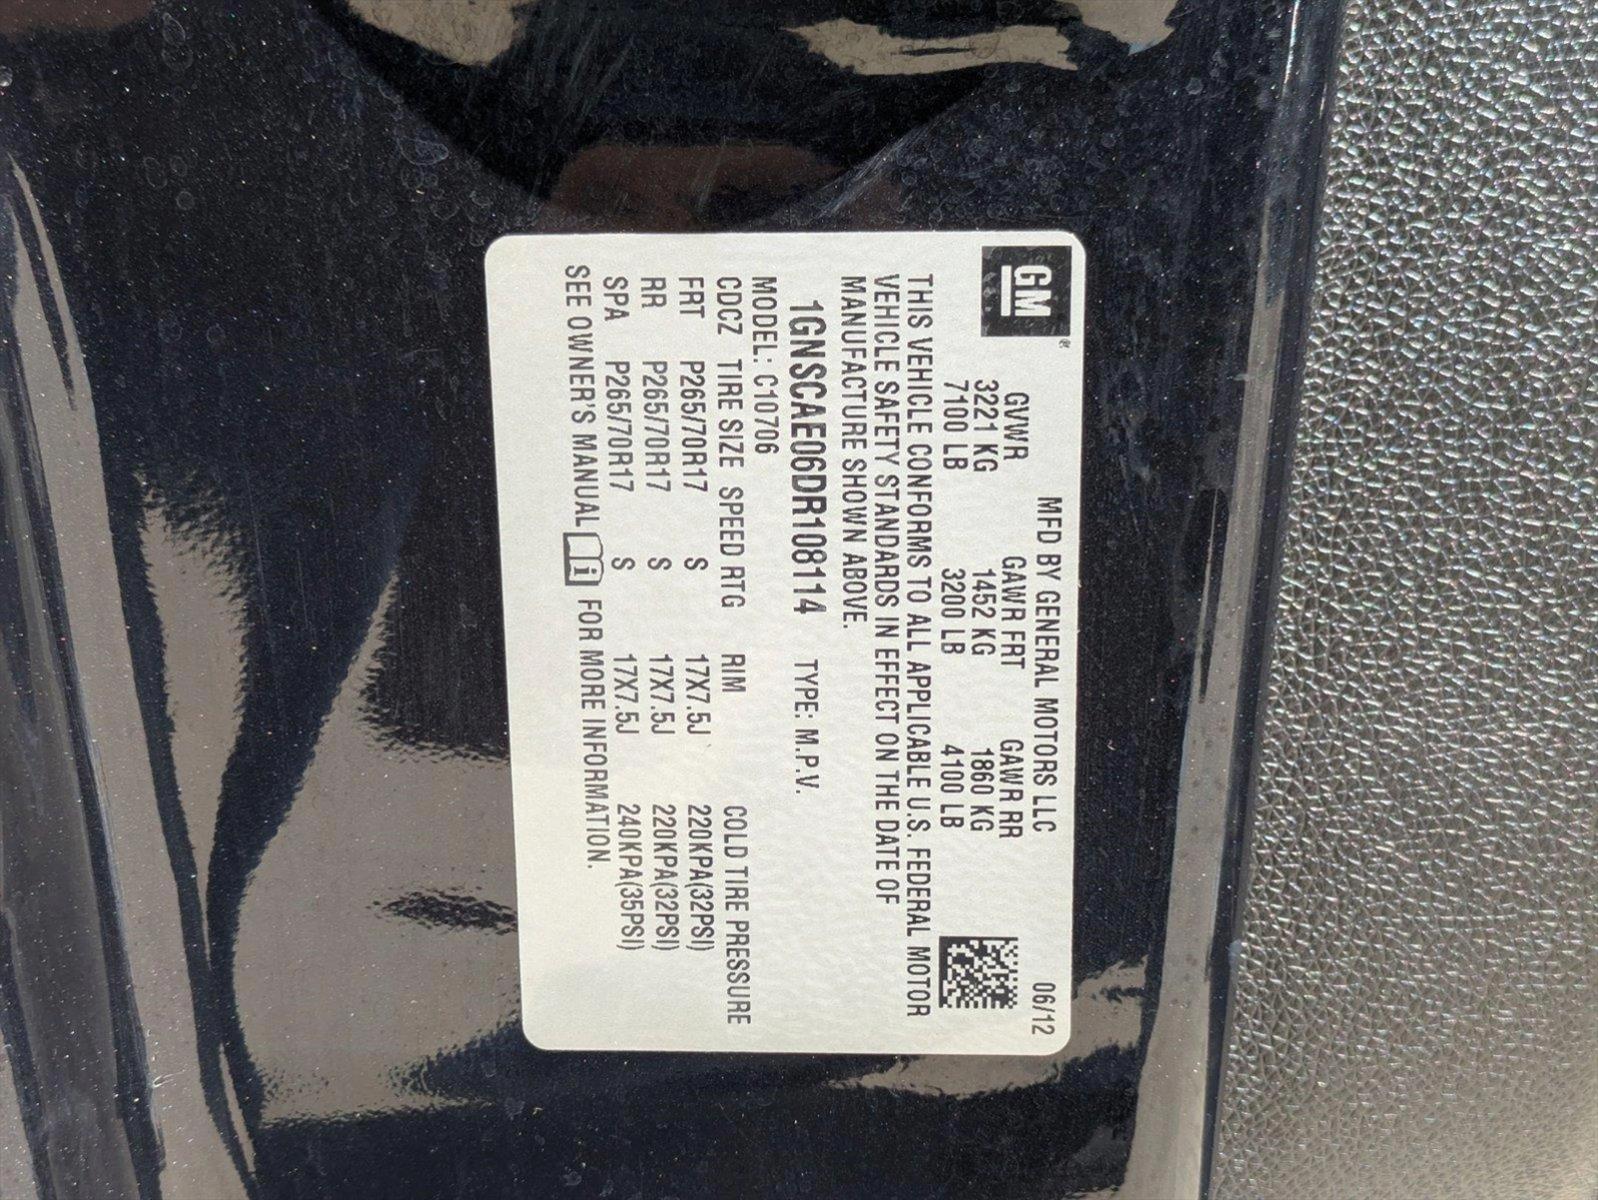 GM
MFD BY GENERAL MOTORS LLC 06/12
GVWR GAWR FRT GAWR RR
3221 KG 1452 KG 1860 KG
7100 LB 3200 LB 4100 LB
THIS VEHICLE CONFORMS TO ALL APPLICABLE U.S. FEDERAL MOTOR
VEHICLE SAFETY STANDARDS IN EFFECT ON THE DATE OF
MANUFACTURE SHOWN ABOVE.
1GNSCAE06DR108114 TYPE: M.P.V.
MODEL: C10706
CDCZ TIRE SIZE SPEED RTG RIM COLD TIRE PRESSURE
FRT P265/70R17 S 17X7.5J 220KPA(32PSI)
RR P265/70R17 S 17X7.5J 220KPA(32PSI)
SPA P265/70R17 S 17X7.5J 240KPA(35PSI)
SEE OWNER'S MANUAL i FOR MORE INFORMATION.